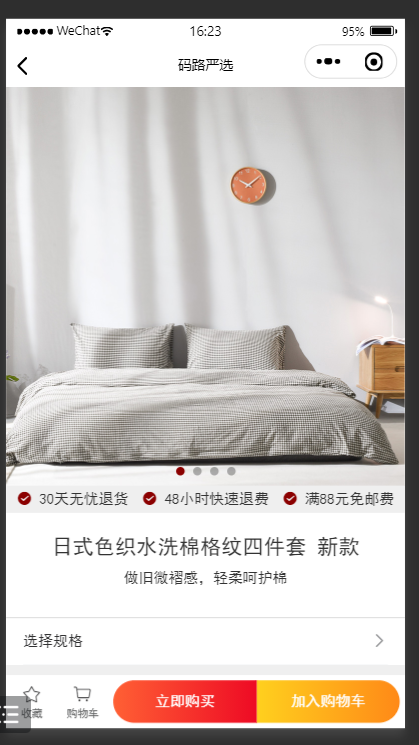 WeChat 16:23 95%
码路严选
30天无忧退货 48小时快速退费 满88元免邮费
日式色织水洗棉格纹四件套 新款
做旧微褶感，轻柔呵护棉
选择规格
收藏 购物车 立即购买 加入购物车